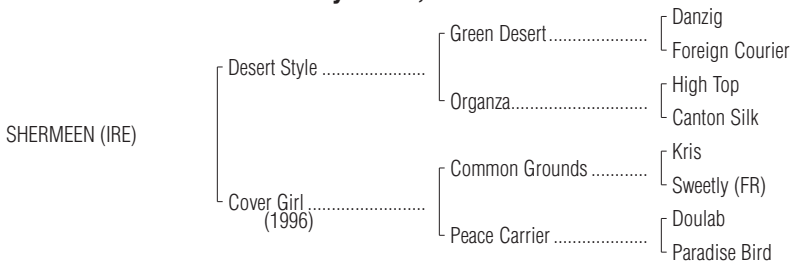 Danzig
Green Desert
Foreign Courier
Desert Style
High Top
Organza
Canton Silk
SHERMEEN (IRE)
Kris
Common Grounds
Sweetly (FR)
Cover Girl
(1996)
Doulab
Peace Carrier
Paradise Bird